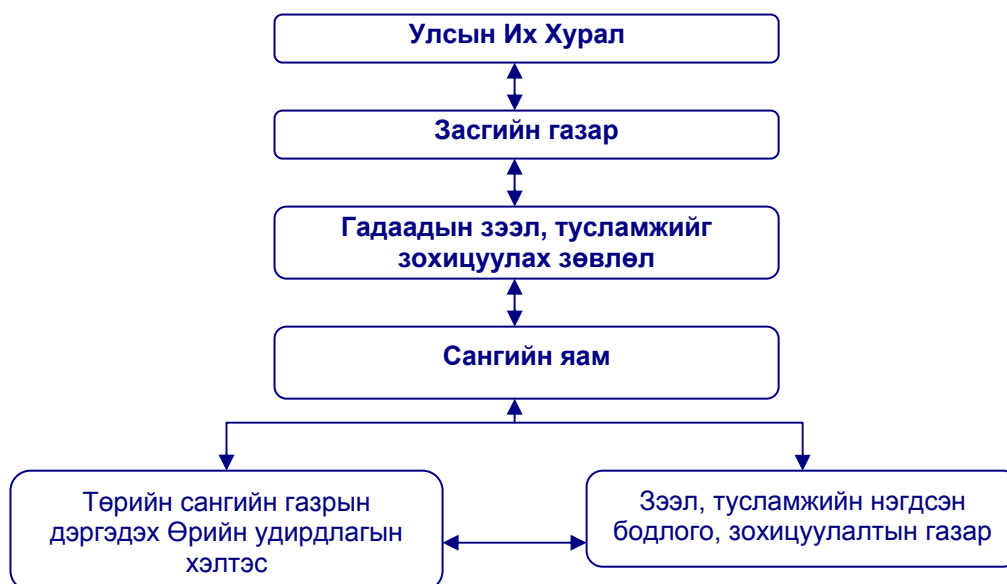 Улсын Их Хурал
Засгийн газар
Гадаадын зээл, тусламжийг
зохицуулах зөвлөл
Сангийн яам
Төрийн сангийн газрын
дэргэдэх Өрийн удирдлагын
хэлтэс
Зээл, тусламжийн нэгдсэн
бодлого, зохицуулалтын газар